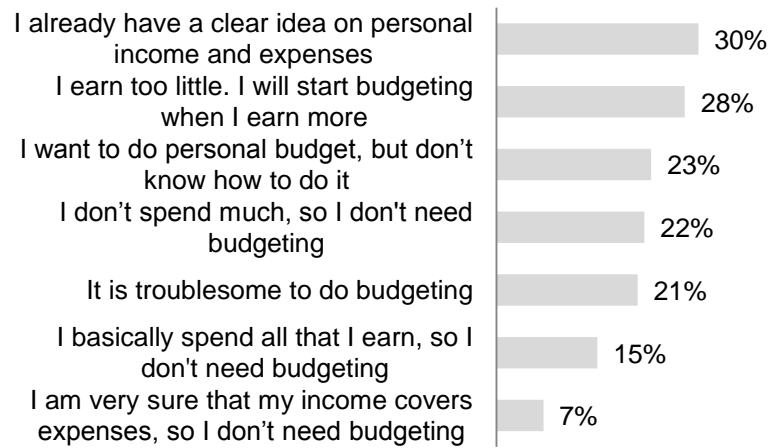 I already have a clear idea on personal
income and expenses
30%
I earn too little. I will start budgeting
when I earn more
28%
I want to do personal budget, but don’t
know how to do it
23%
I don’t spend much, so I don't need
budgeting
22%
It is troublesome to do budgeting
21%
I basically spend all that I earn, so I
don't need budgeting
15%
I am very sure that my income covers
expenses, so I don’t need budgeting
7%